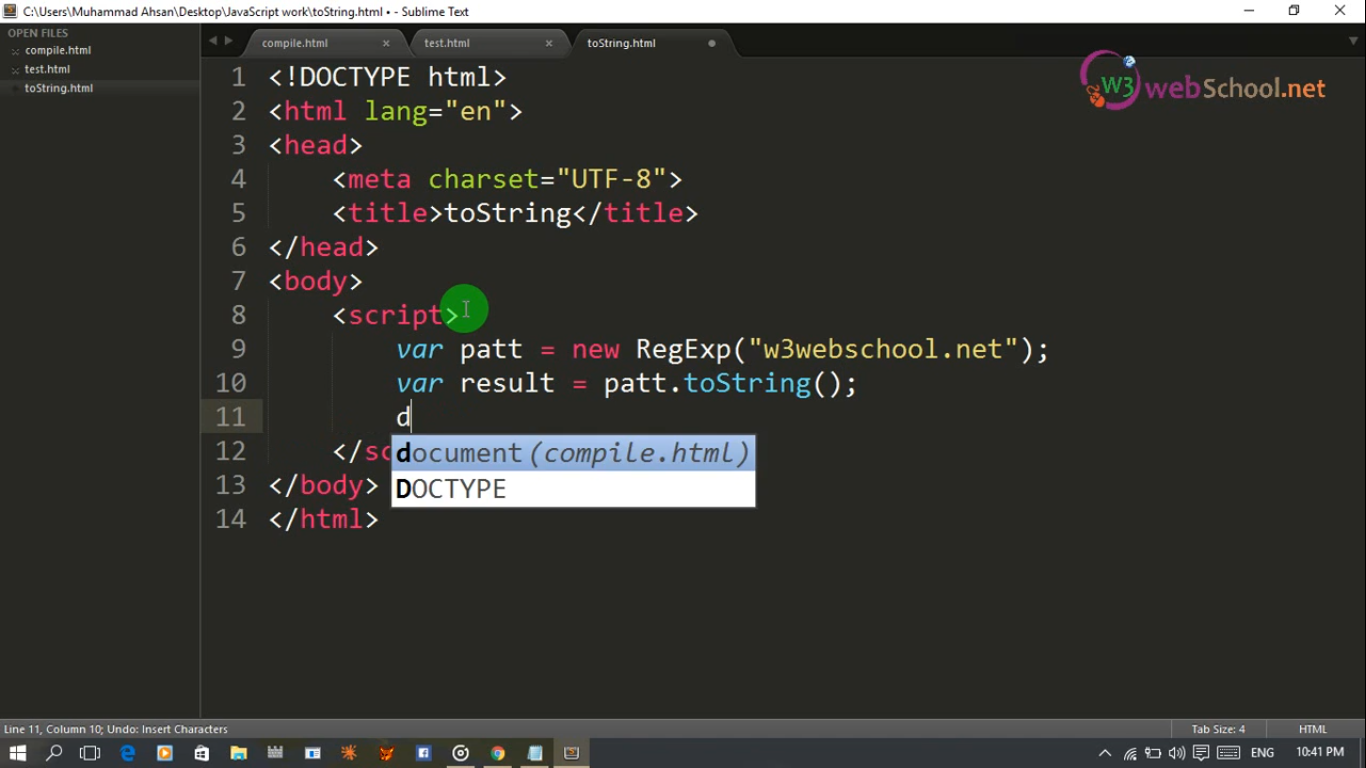 C:\Users\Muhammad Ahsan\Desktop\JavaScript work\toString.html • - Sublime Text
OPEN FILES
compile.html
test.html
toString.html
compile.html × test.html × toString.html
W3 webSchool.net
1 <!DOCTYPE html>
2 <html lang="en">
3 <head>
4 <meta charset="UTF-8">
5 <title>toString</title>
6 </head>
7 <body>
8 <script>
9 var patt = new RegExp("w3webschool.net");
10 var result = patt.toString();
11 d
document(compile.html)
DOCTYPE
12 </sc
13 </body>
14 </html>
Line 11, Column 10; Undo: Insert Characters
Tab Size: 4
HTML
ENG
10:41 PM